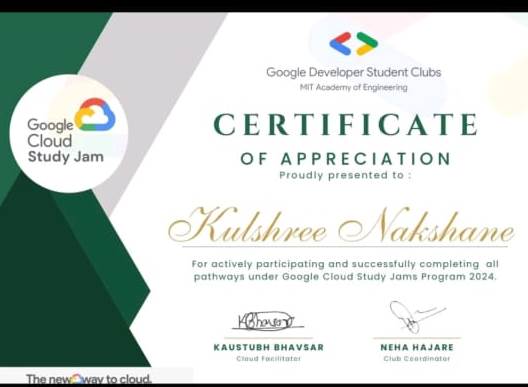 Google Developer Student Clubs
MIT Academy of Engineering
Google
Cloud
Study Jam
CERTIFICATE
OF APPRECIATION
Proudly presented to :
Kulshree Nakshane
For actively participating and successfully completing all
pathways under Google Cloud Study Jams Program 2024.
KBhavsar
KAUSTUBH BHAVSAR
Cloud Facilitator
NEHA HAJARE
Club Coordinator
The new way to cloud.